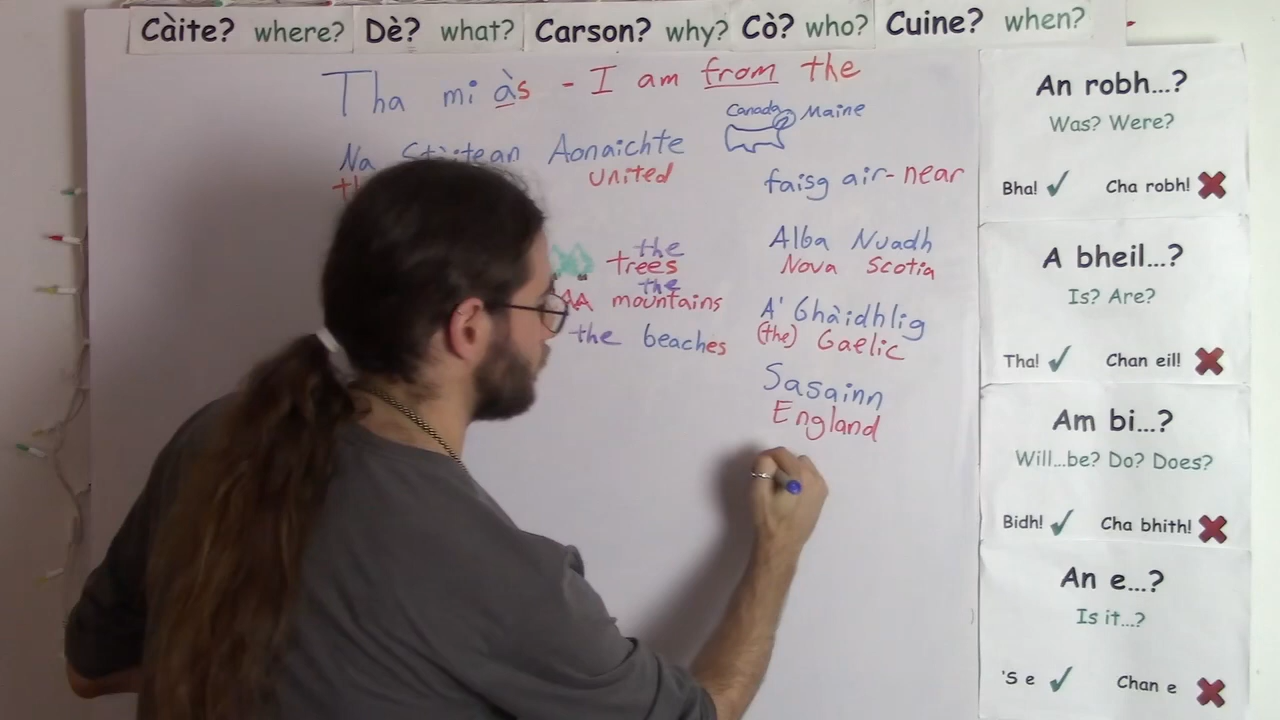 Càite? where? Dè? what? Carson? why? Cò? who? Cuine? when?
Tha mi às - I am from the
Na Stàitean Aonaichte
united
Canada Maine
faisg air - near
the
trees
the
mountains
the beaches
Alba Nuadh
Nova Scotia
A' Ghàidhlig
(the) Gaelic
Sasainn
England
An robh...?
Was? Were?
Bha! Cha robh!
A bheil...?
Is? Are?
Tha! Chan eil!
Am bi...?
Will...be? Do? Does?
Bidh! Cha bhith!
An e...?
Is it...?
'S e Chan e